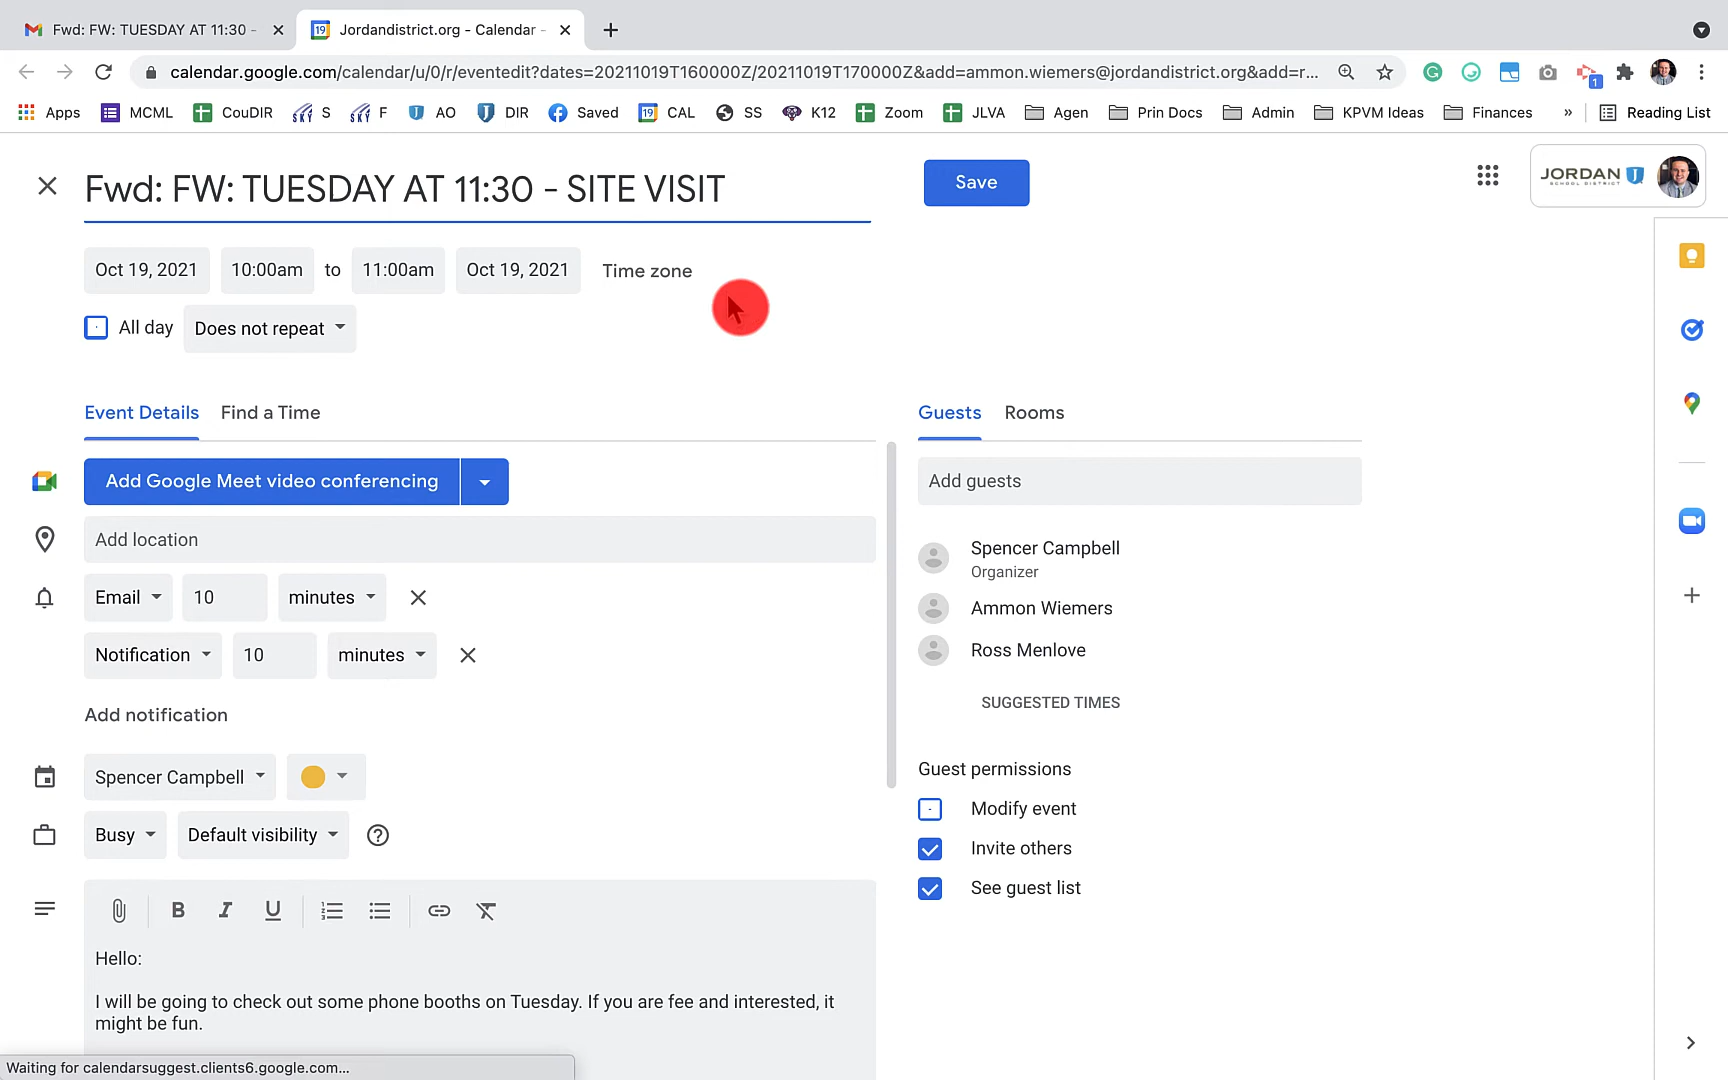 Fwd: FW: TUESDAY AT 11:30 -
Jordandistrict.org - Calendar -
calendar.google.com/calendar/u/0/r/eventedit?dates=20211019T160000Z/20211019T170000Z&add=ammon.wiemers@jordandistrict.org&add=r...
1
Apps MCML CouDIR S F AO DIR Saved 19 CAL SS K12 Zoom JLVA Agen Prin Docs Admin KPVM Ideas Finances » Reading List
Fwd: FW: TUESDAY AT 11:30 - SITE VISIT
Save
JORDAN
SCHOOL DISTRICT
Oct 19, 2021 10:00am to 11:00am Oct 19, 2021 Time zone
All day Does not repeat
Event Details Find a Time
Guests Rooms
Add Google Meet video conferencing
Add guests
Add location
Spencer Campbell
Organizer
Email 10 minutes
Ammon Wiemers
Notification 10 minutes
Ross Menlove
SUGGESTED TIMES
Add notification
Guest permissions
Spencer Campbell
Modify event
Busy Default visibility
Invite others
See guest list
B I U
Hello:
I will be going to check out some phone booths on Tuesday. If you are fee and interested, it
might be fun.
Waiting for calendarsuggest.clients6.google.com...